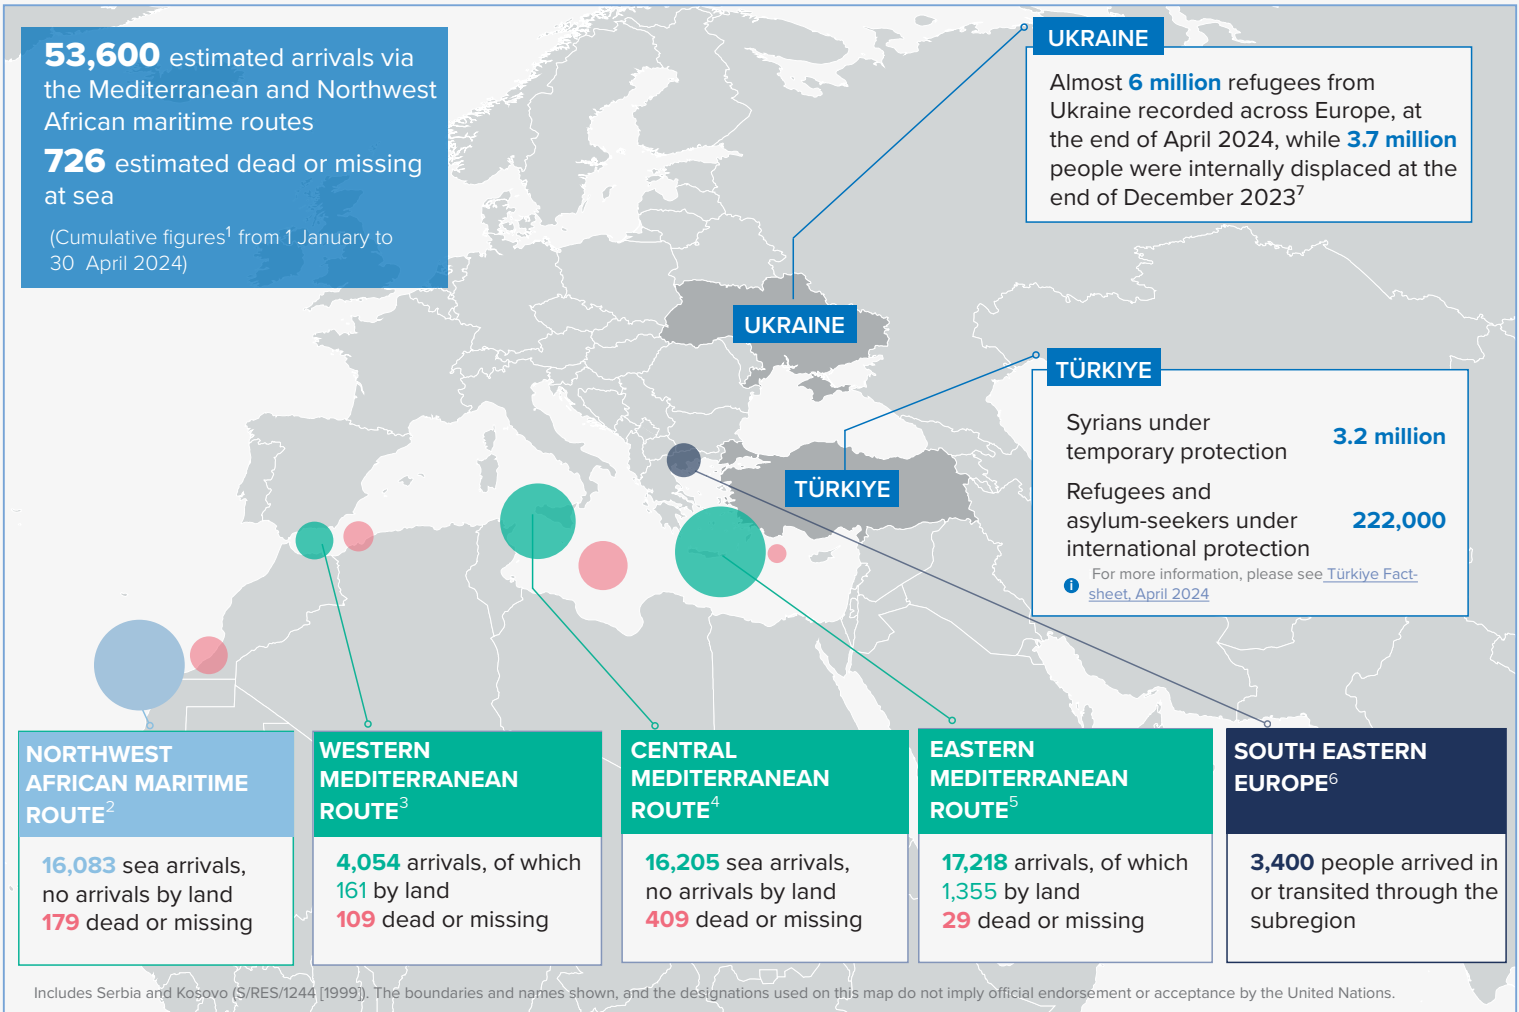 53,600 estimated arrivals via
the Mediterranean and Northwest
African maritime routes
726 estimated dead or missing
at sea
(Cumulative figures¹ from 1 January to
30 April 2024)
UKRAINE
Almost 6 million refugees from
Ukraine recorded across Europe, at
the end of April 2024, while 3.7 million
people were internally displaced at the
end of December 2023⁷
UKRAINE
TÜRKIYE
Syrians under
temporary protection
3.2 million
Refugees and
asylum-seekers under
international protection
222,000
For more information, please see Türkiye Fact-
sheet, April 2024
TÜRKIYE
NORTHWEST
AFRICAN MARITIME
ROUTE²
16,083 sea arrivals,
no arrivals by land
179 dead or missing
WESTERN
MEDITERRANEAN
ROUTE³
4,054 arrivals, of which
161 by land
109 dead or missing
CENTRAL
MEDITERRANEAN
ROUTE⁴
16,205 sea arrivals,
no arrivals by land
409 dead or missing
EASTERN
MEDITERRANEAN
ROUTE⁵
17,218 arrivals, of which
1,355 by land
29 dead or missing
SOUTH EASTERN
EUROPE⁶
3,400 people arrived in
or transited through the
subregion
Includes Serbia and Kosovo (S/RES/1244 [1999]). The boundaries and names shown, and the designations used on this map do not imply official endorsement or acceptance by the United Nations.